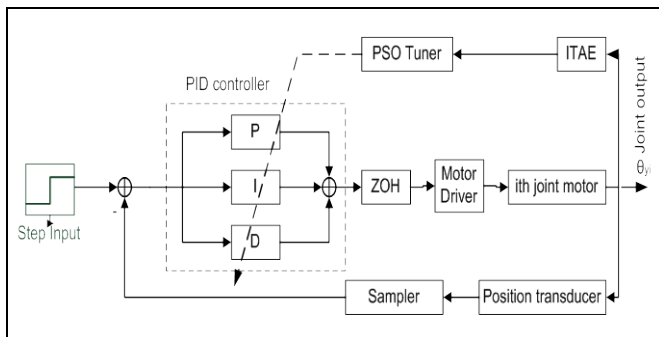 PSO Tuner
ITAE
PID controller
P
I
D
ZOH
Motor
Driver
ith joint motor
Joint output
θyi
Step Input
-
Sampler
Position transducer